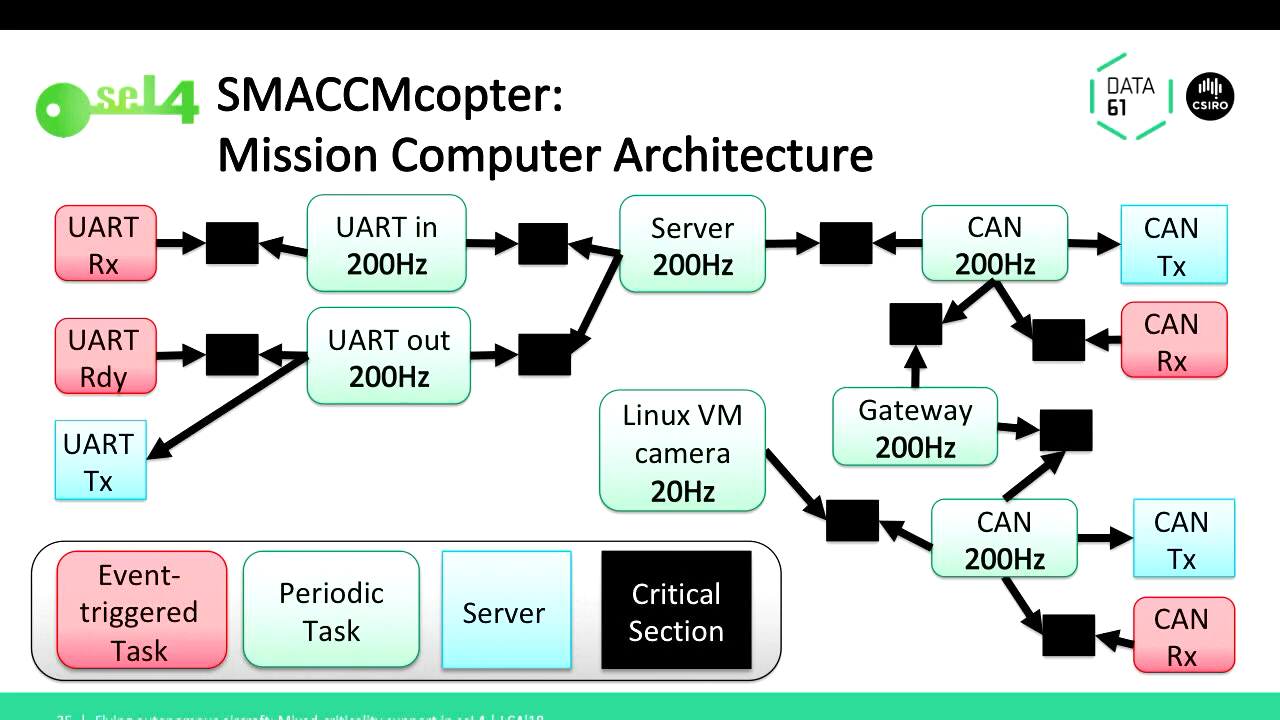 seL4
SMACCMcopter:
Mission Computer Architecture
DATA
61
CSIRO
UART
Rx
UART in
200Hz
Server
200Hz
CAN
200Hz
CAN
Tx
UART
Rdy
UART out
200Hz
CAN
Rx
UART
Tx
Linux VM
camera
20Hz
Gateway
200Hz
CAN
200Hz
CAN
Tx
CAN
Rx
Event-
triggered
Task
Periodic
Task
Server
Critical
Section